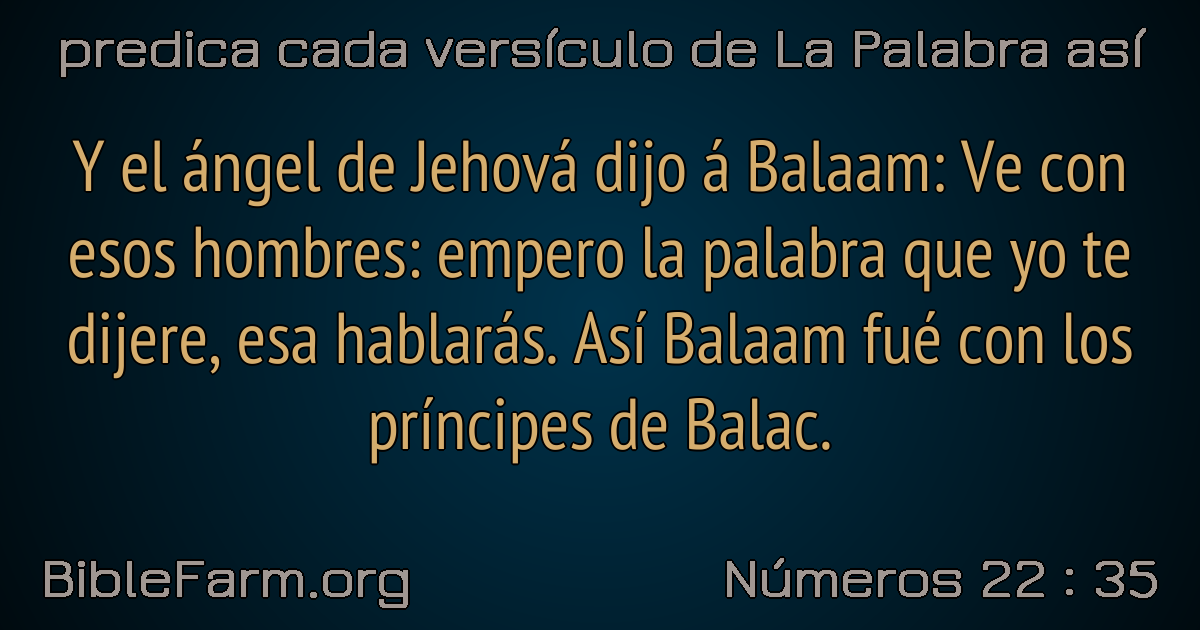 predica cada versículo de La Palabra así
Y el ángel de Jehová dijo á Balaam: Ve con
esos hombres: empero la palabra que yo te
dijere, esa hablarás. Así Balaam fué con los
príncipes de Balac.
BibleFarm.org
Números 22 : 35